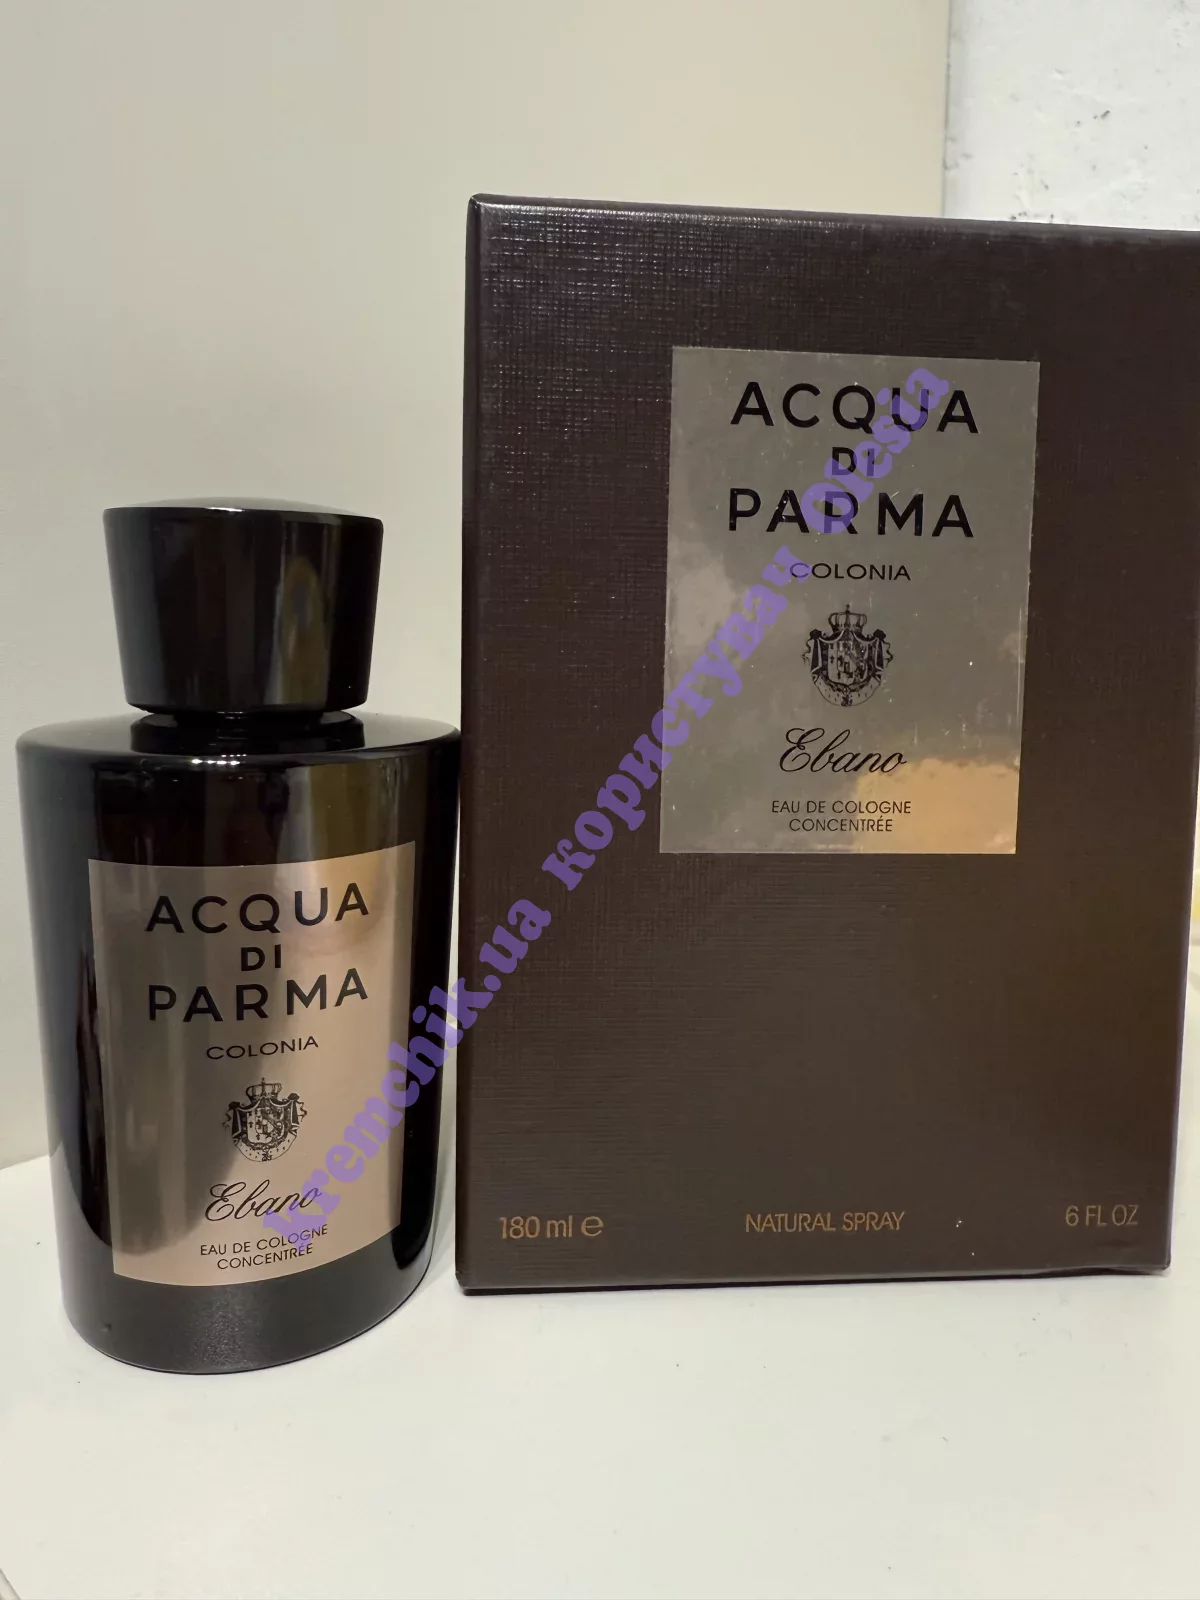 ACQUA
DI
PARMA
COLONIA
Ebano
EAU DE COLOGNE
CONCENTRÉE
180 ml e
NATURAL SPRAY
6 FL OZ
ACQUA
DI
PARMA
COLONIA
Ebano
EAU DE COLOGNE
CONCENTRÉE
kremchik.ua користувач Olesia